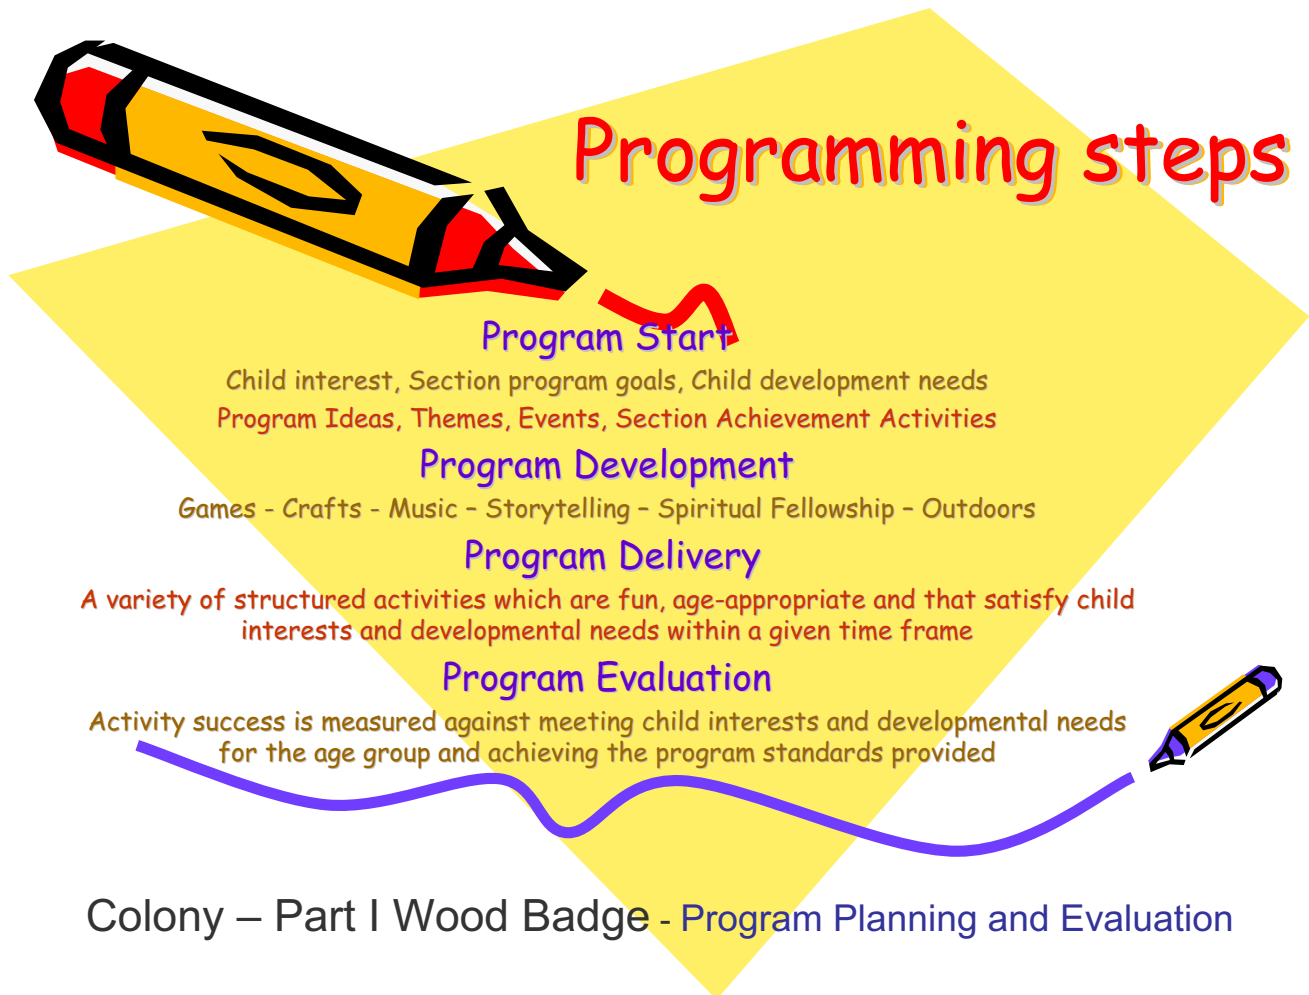 Programming steps
Program Start
Child interest, Section program goals, Child development needs
Program Ideas, Themes, Events, Section Achievement Activities
Program Development
Games - Crafts - Music – Storytelling – Spiritual Fellowship – Outdoors
Program Delivery
A variety of structured activities which are fun, age-appropriate and that satisfy child
interests and developmental needs within a given time frame
Program Evaluation
Activity success is measured against meeting child interests and developmental needs
for the age group and achieving the program standards provided
Colony – Part I Wood Badge - Program Planning and Evaluation